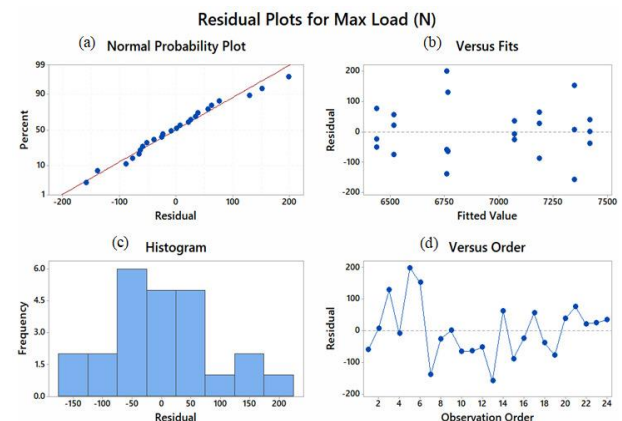 Residual Plots for Max Load (N)
(a) Normal Probability Plot
99
90
50
10
1
Percent
-200 -100 0 100 200
Residual
(b) Versus Fits
200
100
0
-100
-200
Residual
6500 6750 7000 7250 7500
Fitted Value
(c) Histogram
6.0
4.5
3.0
1.5
0.0
Frequency
-150 -100 -50 0 50 100 150 200
Residual
(d) Versus Order
200
100
0
-100
-200
Residual
2 4 6 8 10 12 14 16 18 20 22 24
Observation Order